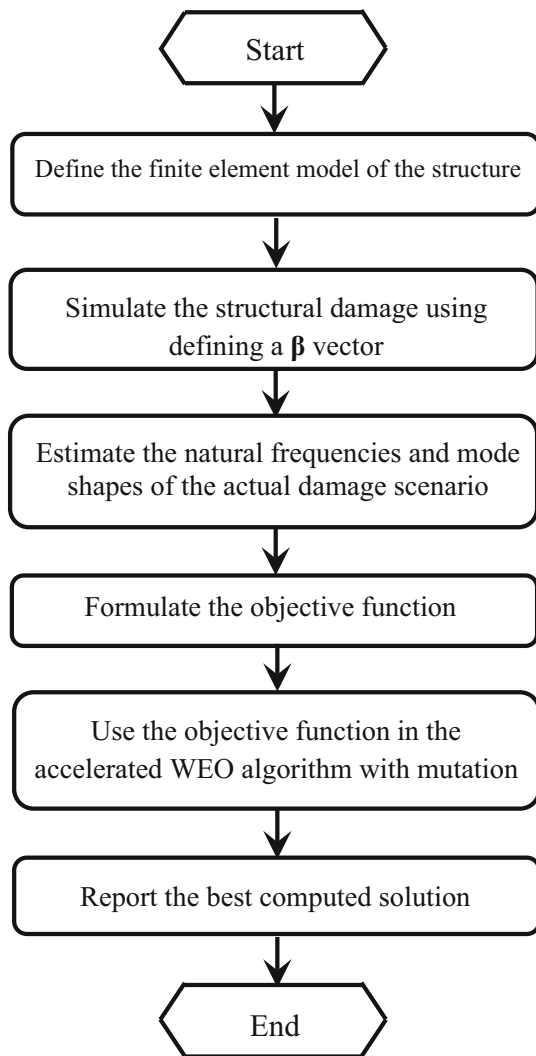 Start
Define the finite element model of the structure
Simulate the structural damage using
defining a β vector
Estimate the natural frequencies and mode
shapes of the actual damage scenario
Formulate the objective function
Use the objective function in the
accelerated WEO algorithm with mutation
Report the best computed solution
End